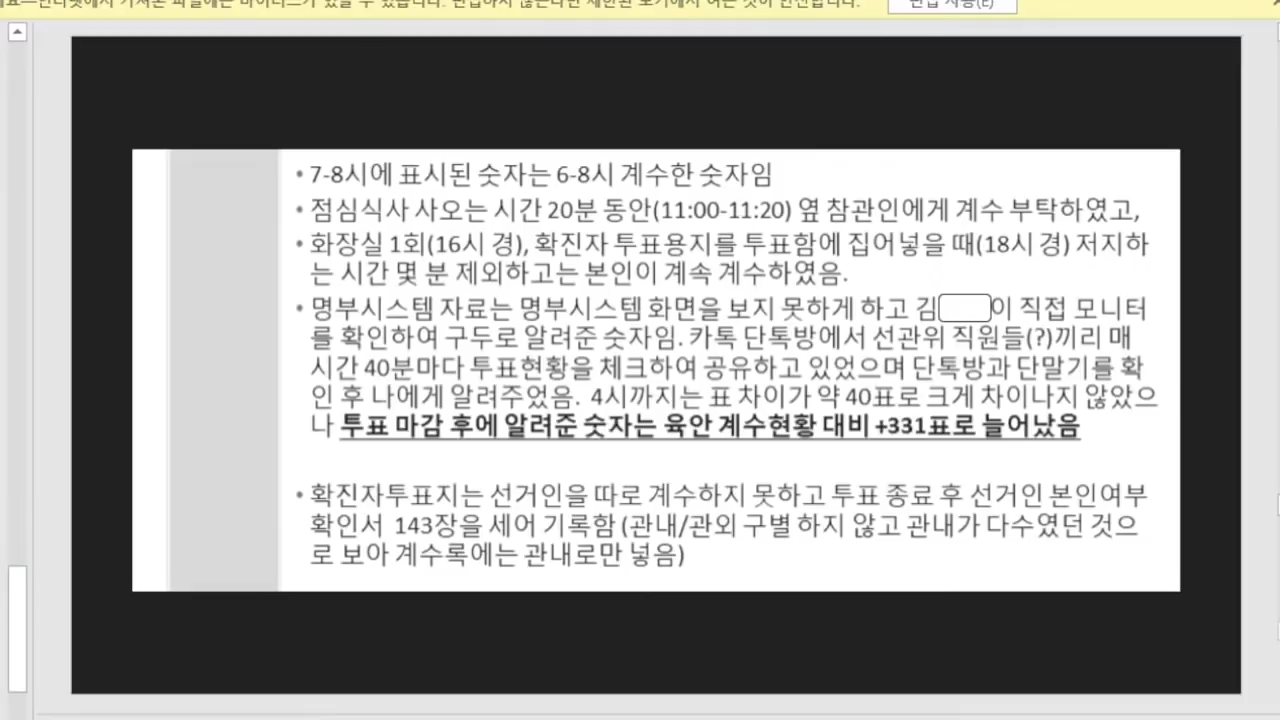 편집 사용(E)
• 7-8시에 표시된 숫자는 6-8시 계수한 숫자임
• 점심식사 사오는 시간 20분 동안(11:00-11:20) 옆 참관인에게 계수 부탁하였고,
• 화장실 1회(16시 경), 확진자 투표용지를 투표함에 집어넣을 때(18시 경) 저지하
는 시간 몇 분 제외하고는 본인이 계속 계수하였음.
• 명부시스템 자료는 명부시스템 화면을 보지 못하게 하고 김 이 직접 모니터
를 확인하여 구두로 알려준 숫자임. 카톡 단톡방에서 선관위 직원들(?)끼리 매
시간 40분마다 투표현황을 체크하여 공유하고 있었으며 단톡방과 단말기를 확
인 후 나에게 알려주었음. 4시까지는 표 차이가 약 40표로 크게 차이나지 않았으
나 투표 마감 후에 알려준 숫자는 육안 계수현황 대비 +331표로 늘어났음
• 확진자투표지는 선거인을 따로 계수하지 못하고 투표 종료 후 선거인 본인여부
확인서 143장을 세어 기록함 (관내/관외 구별 하지 않고 관내가 다수였던 것으
로 보아 계수록에는 관내로만 넣음)